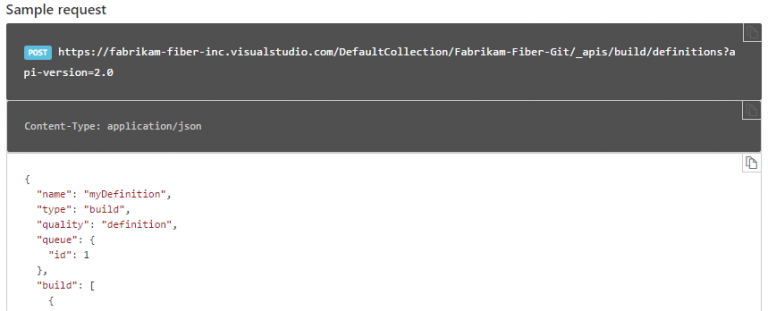 Sample request
POST https://fabrikam-fiber-inc.visualstudio.com/DefaultCollection/Fabrikam-Fiber-Git/_apis/build/definitions?a
pi-version=2.0
Content-Type: application/json
{
"name": "myDefinition",
"type": "build",
"quality": "definition",
"queue": {
"id": 1
},
"build": [
{